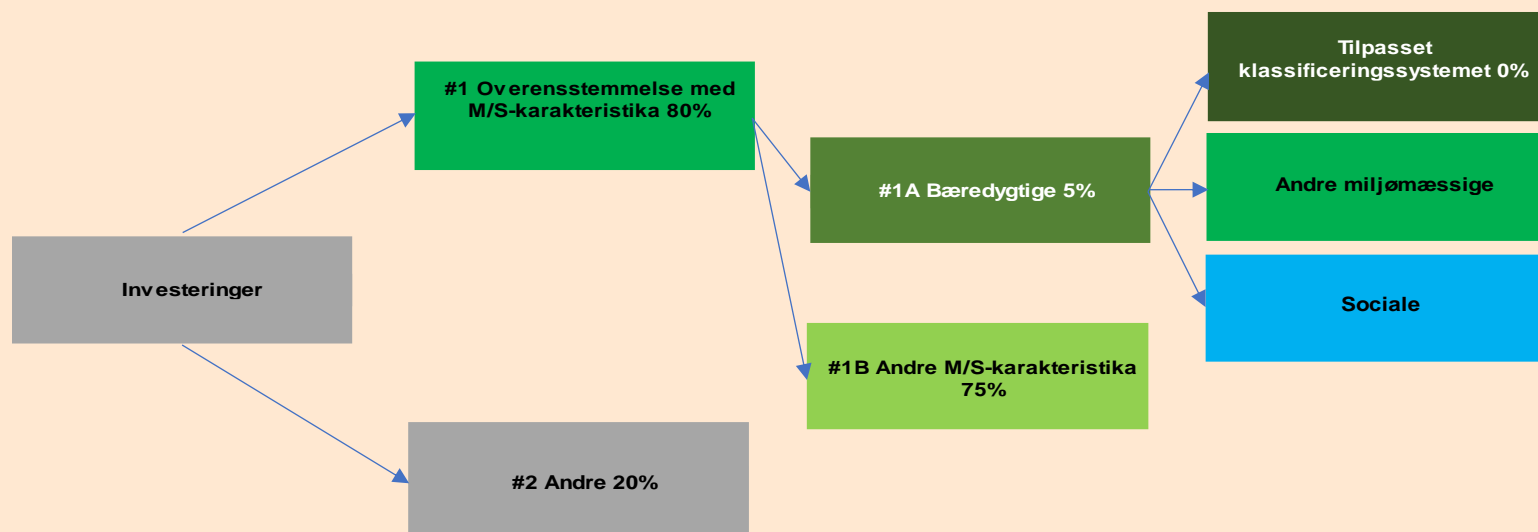 Investeringer
#1 Overensstemmelse med
M/S-karakteristika 80%
#2 Andre 20%
#1A Bæredygtige 5%
#1B Andre M/S-karakteristika
75%
Tilpasset
klassificeringssystemet 0%
Andre miljømæssige
Sociale